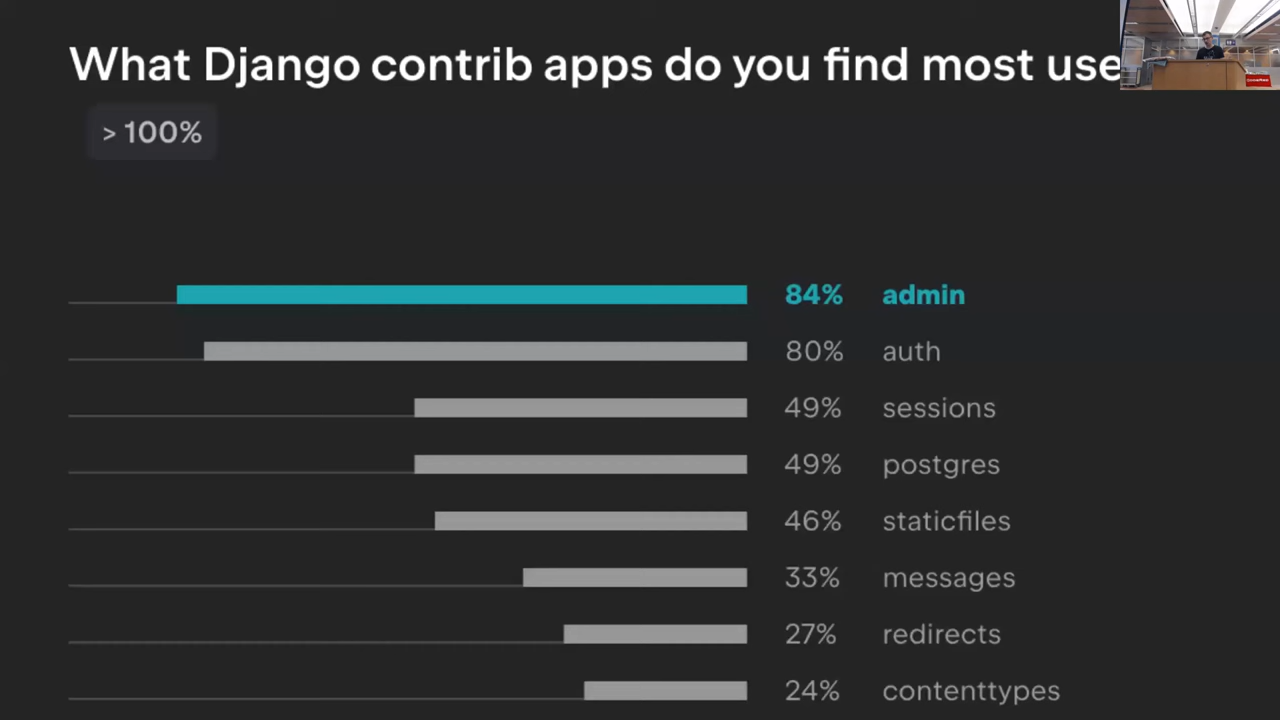 What Django contrib apps do you find most use
> 100%
84% admin
80% auth
49% sessions
49% postgres
46% staticfiles
33% messages
27% redirects
24% contenttypes